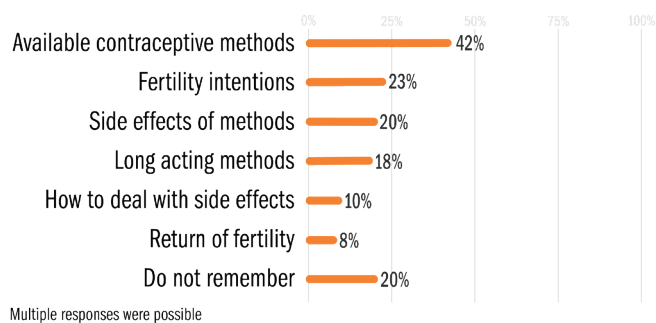 0% 25% 50% 75% 100%
Available contraceptive methods 42%
Fertility intentions 23%
Side effects of methods 20%
Long acting methods 18%
How to deal with side effects 10%
Return of fertility 8%
Do not remember 20%
Multiple responses were possible